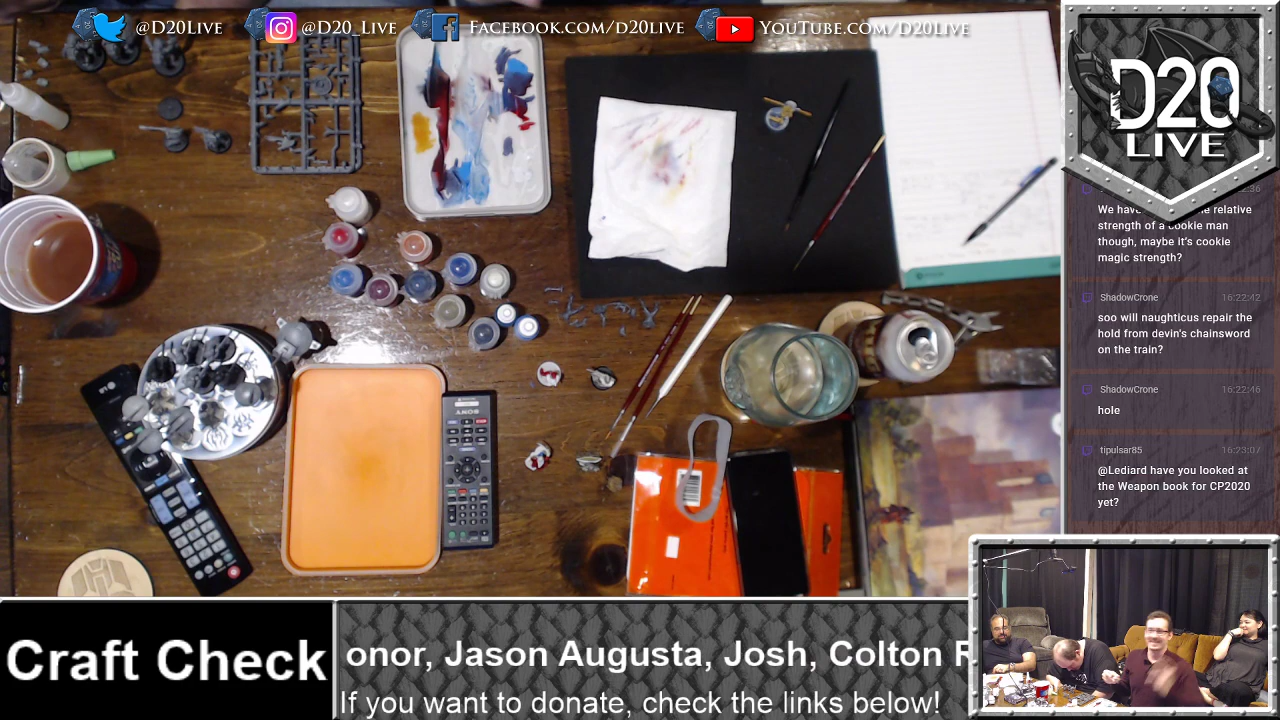 @D20Live
@D20_Live
Facebook.com/D20Live
YouTube.com/D20Live
D20
LIVE
We have relative
strength of a cookie man
though, maybe it's cookie
magic strength?
ShadowCrone 16:22:42
soo will naughticus repair the
hold from devin's chainsword
on the train?
ShadowCrone 16:22:46
hole
tipulsar85 16:23:07
@Lediard have you looked at
the Weapon book for CP2020
yet?
SONY
LG
Craft Check
onor, Jason Augusta, Josh, Colton R
If you want to donate, check the links below!